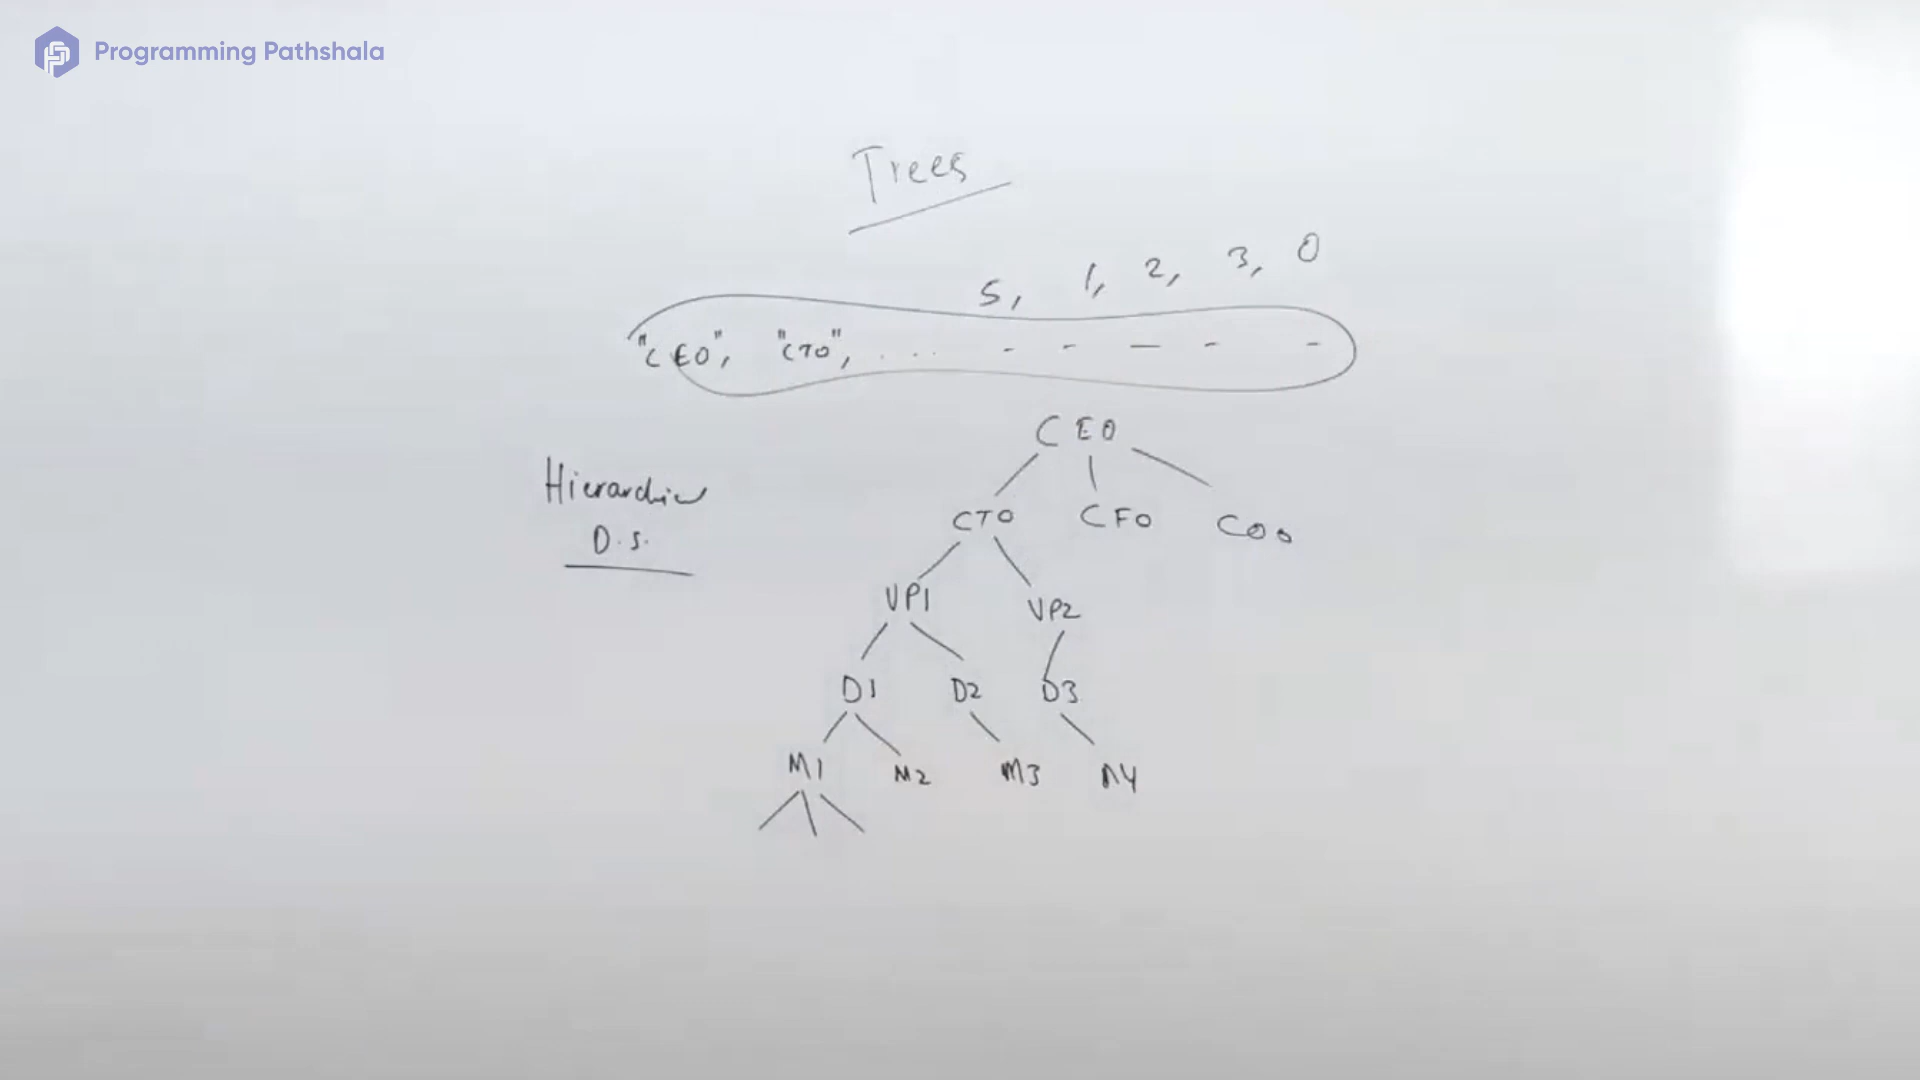 Programming Pathshala
Trees
5, 1, 2, 3, 0
"CEO", "CTO", ... - - — - -
CEO
Hierarchic
D.S.
CTO CFO COO
VP1 VP2
D1 D2 D3
M1 M2 M3 M4